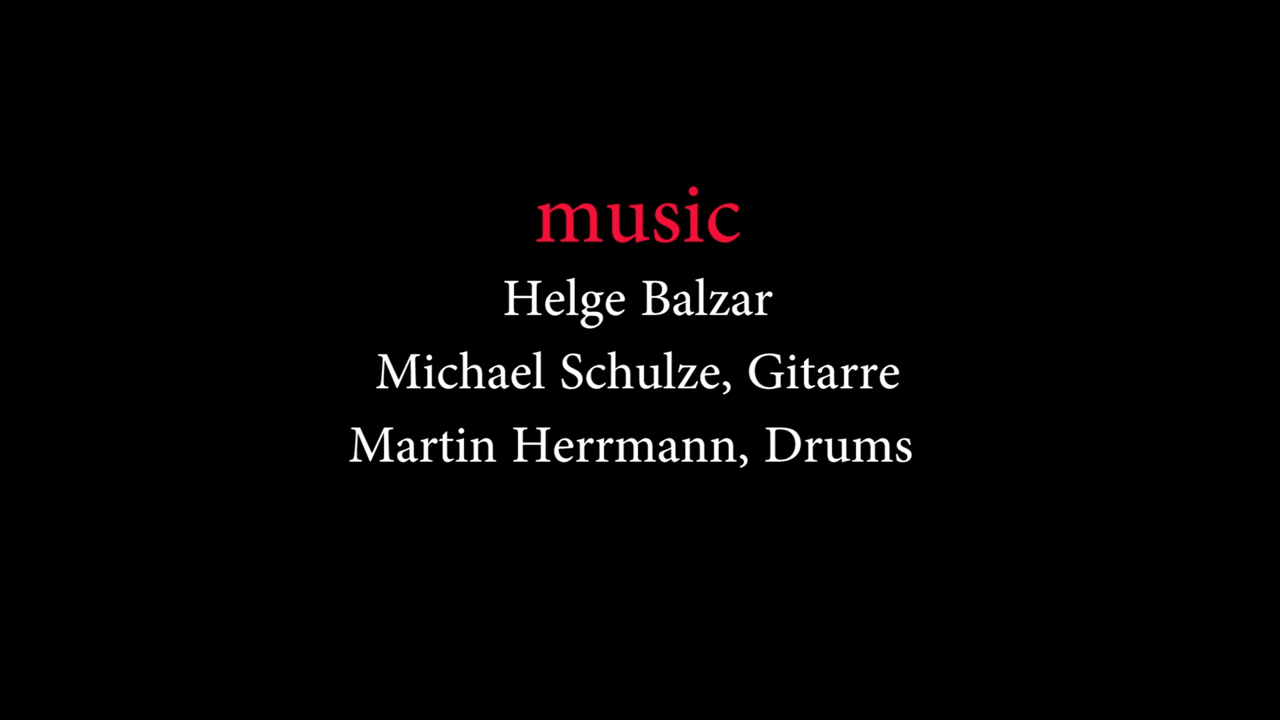 music
Helge Balzar
Michael Schulze, Gitarre
Martin Herrmann, Drums